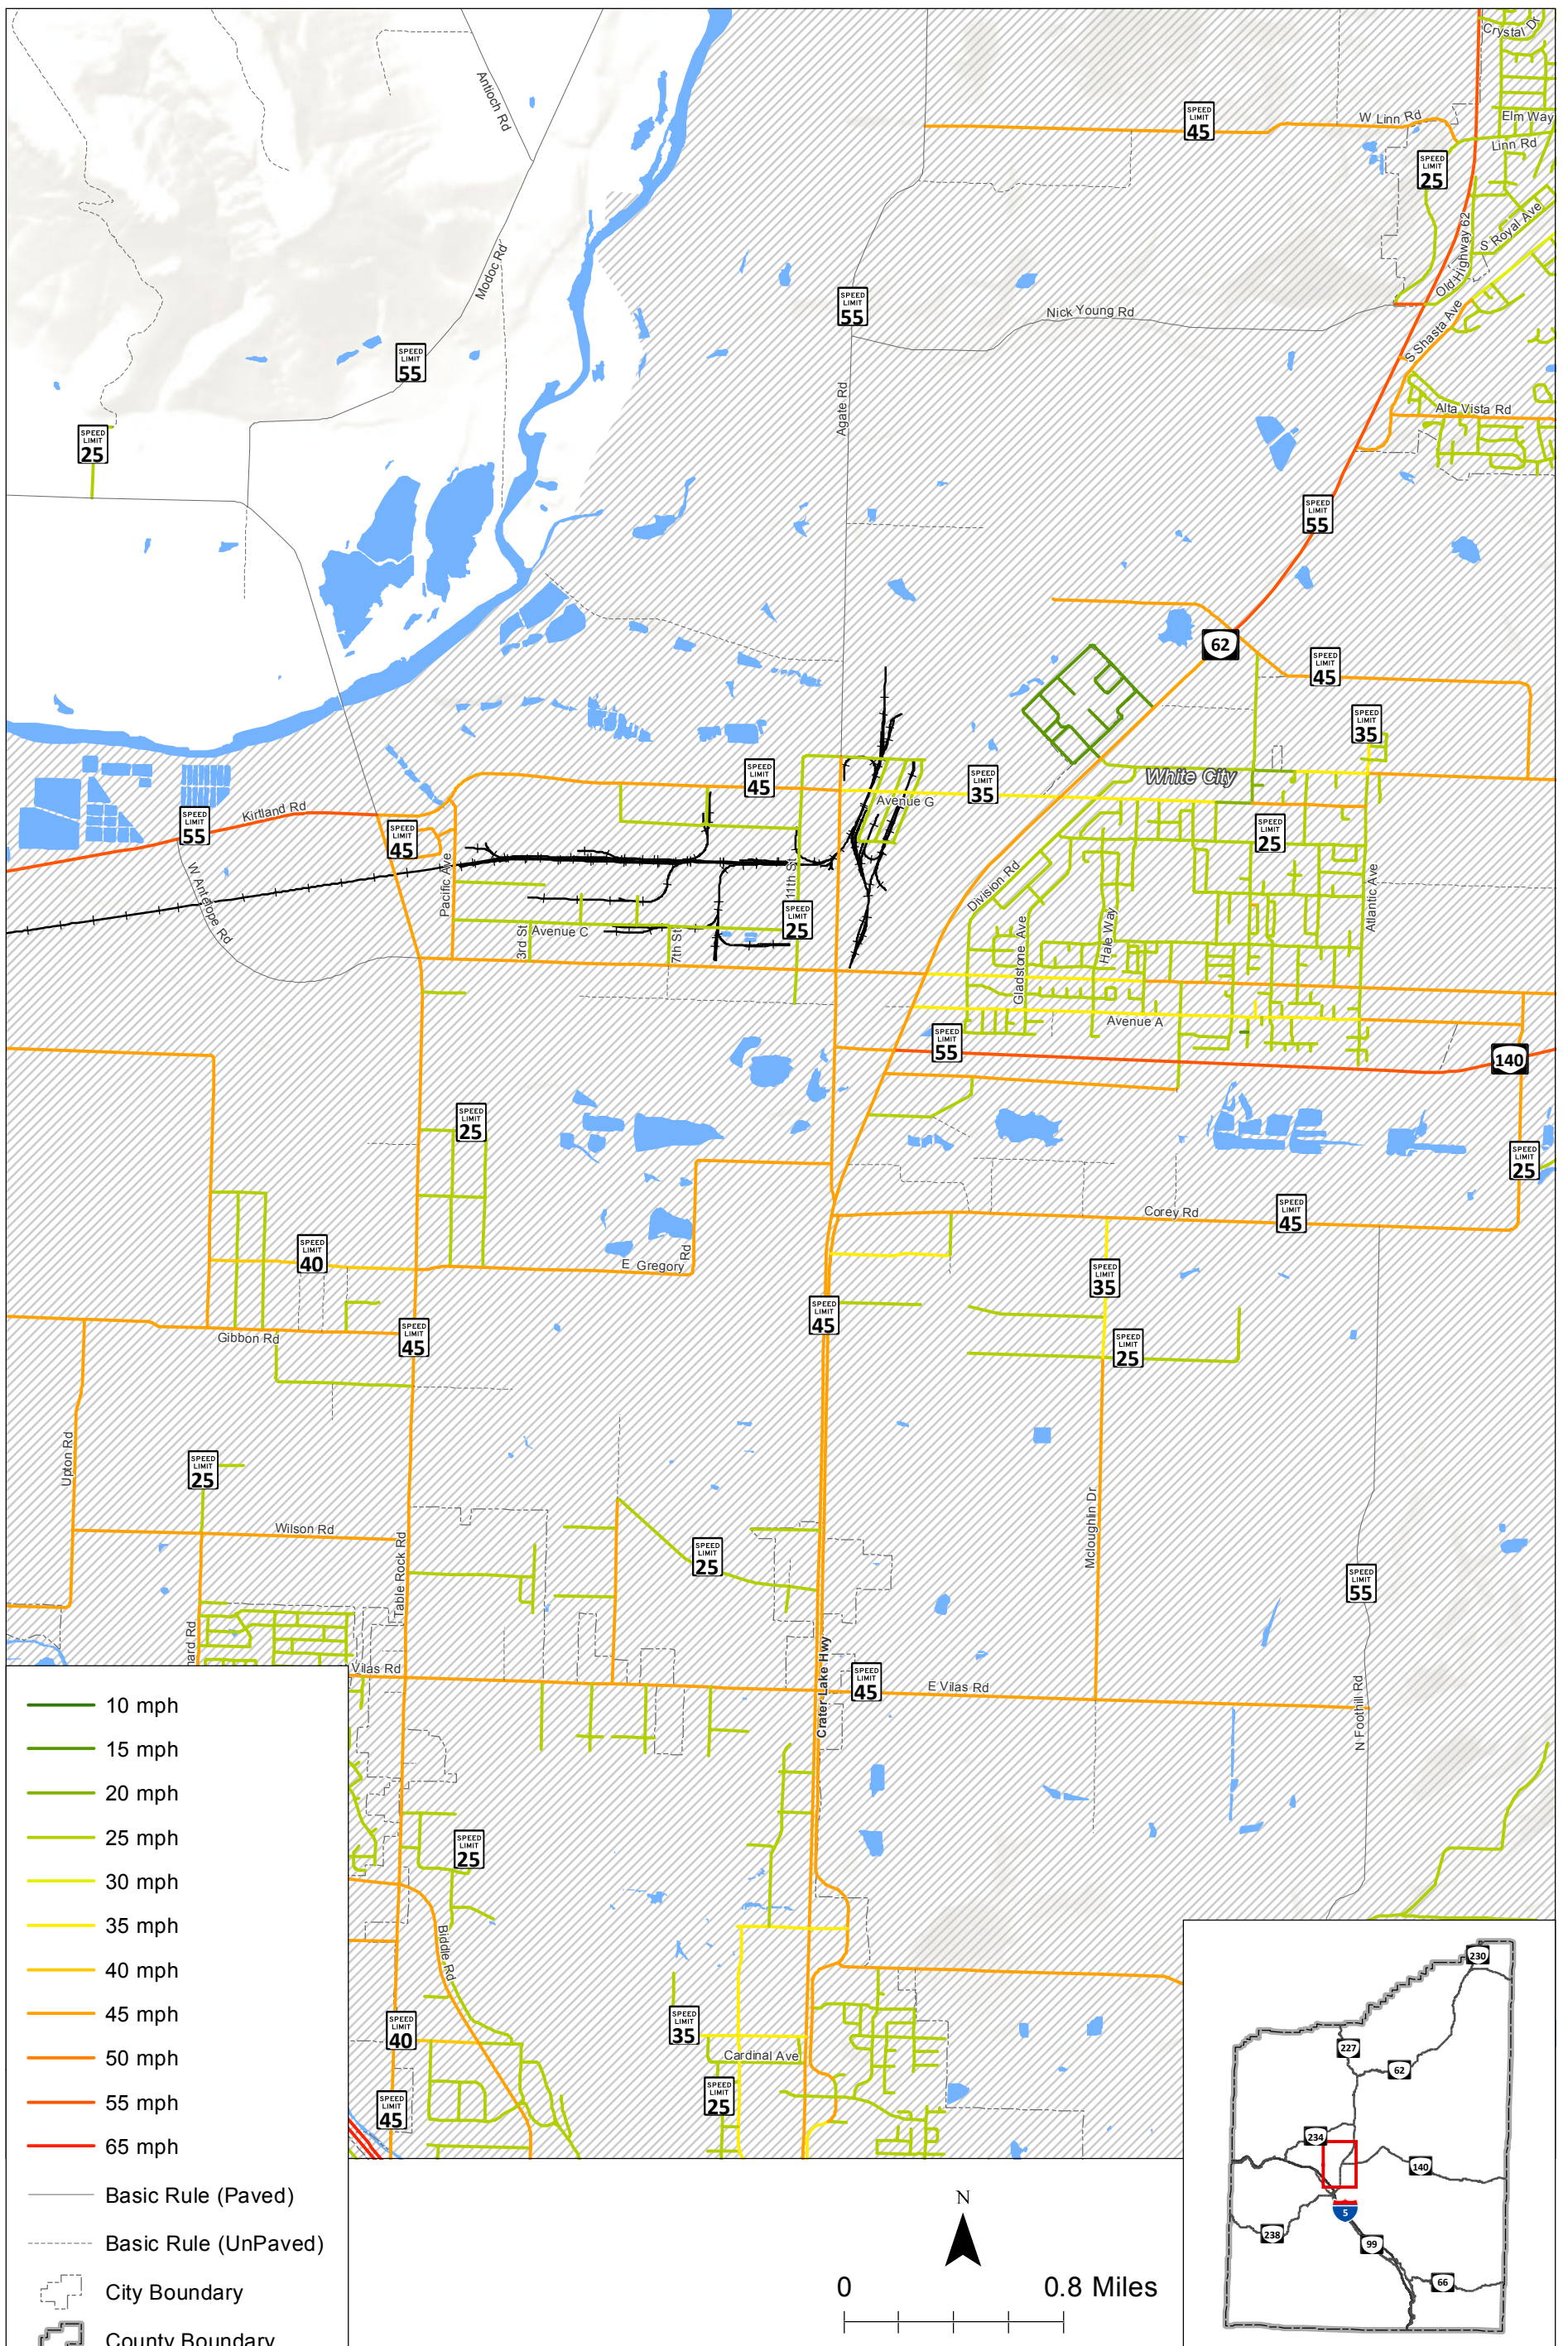 Crystal Dr
Antioch Rd
SPEED
LIMIT
45
W Linn Rd
Elm Way
Linn Rd
SPEED
LIMIT
25
S Royal Ave
Old Highway 62
Modoc Rd
SPEED
LIMIT
55
Nick Young Rd
S Shasta Ave
SPEED
LIMIT
55
Agate Rd
Alta Vista Rd
SPEED
LIMIT
25
SPEED
LIMIT
55
62
SPEED
LIMIT
45
SPEED
LIMIT
35
White City
SPEED
LIMIT
45
SPEED
LIMIT
35
Avenue G
Kirtland Rd
SPEED
LIMIT
55
SPEED
LIMIT
45
SPEED
LIMIT
25
W Antelope Rd
Pacific Ave
11th St
Division Rd
Atlantic Ave
SPEED
LIMIT
25
3rd St
Avenue C
7th St
Gladstone Ave
Hale Way
Avenue A
SPEED
LIMIT
55
140
SPEED
LIMIT
25
SPEED
LIMIT
25
Corey Rd
SPEED
LIMIT
45
SPEED
LIMIT
40
E Gregory Rd
SPEED
LIMIT
35
Gibbon Rd
SPEED
LIMIT
45
SPEED
LIMIT
45
SPEED
LIMIT
25
Upton Rd
SPEED
LIMIT
25
Wilson Rd
Table Rock Rd
SPEED
LIMIT
25
Mcloughlin Dr
SPEED
LIMIT
55
nard Rd
Vilas Rd
Crater Lake Hwy
SPEED
LIMIT
45
E Vilas Rd
N Foothill Rd
SPEED
LIMIT
25
Biddle Rd
SPEED
LIMIT
40
SPEED
LIMIT
35
Cardinal Ave
SPEED
LIMIT
25
SPEED
LIMIT
45
10 mph
15 mph
20 mph
25 mph
30 mph
35 mph
40 mph
45 mph
50 mph
55 mph
65 mph
Basic Rule (Paved)
Basic Rule (UnPaved)
City Boundary
County Boundary
N
0
0.8 Miles
230
227
62
234
140
5
238
99
66